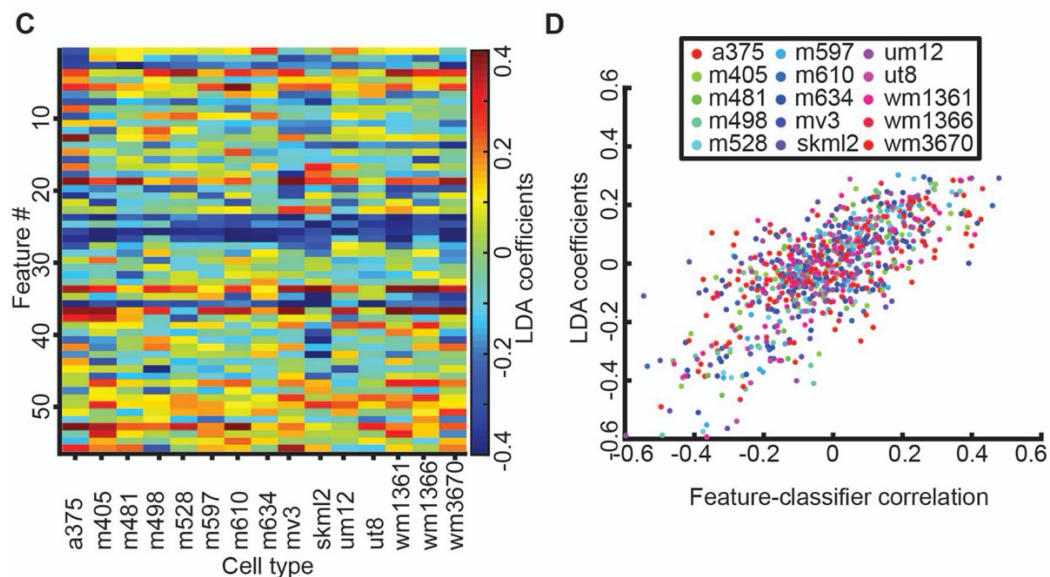 C
Feature #
10
20
30
40
50
a375
m405
m481
m498
m528
m597
m610
m634
mv3
skml2
um12
ut8
wm1361
wm1366
wm3670
Cell type
0.4
0.2
0
-0.2
-0.4
LDA coefficients
D
a375 m597 um12
m405 m610 ut8
m481 m634 wm1361
m498 mv3 wm1366
m528 skml2 wm3670
LDA coefficients
0.6
0.4
0.2
0
-0.2
-0.4
-0.6
-0.6 -0.4 -0.2 0 0.2 0.4 0.6
Feature-classifier correlation